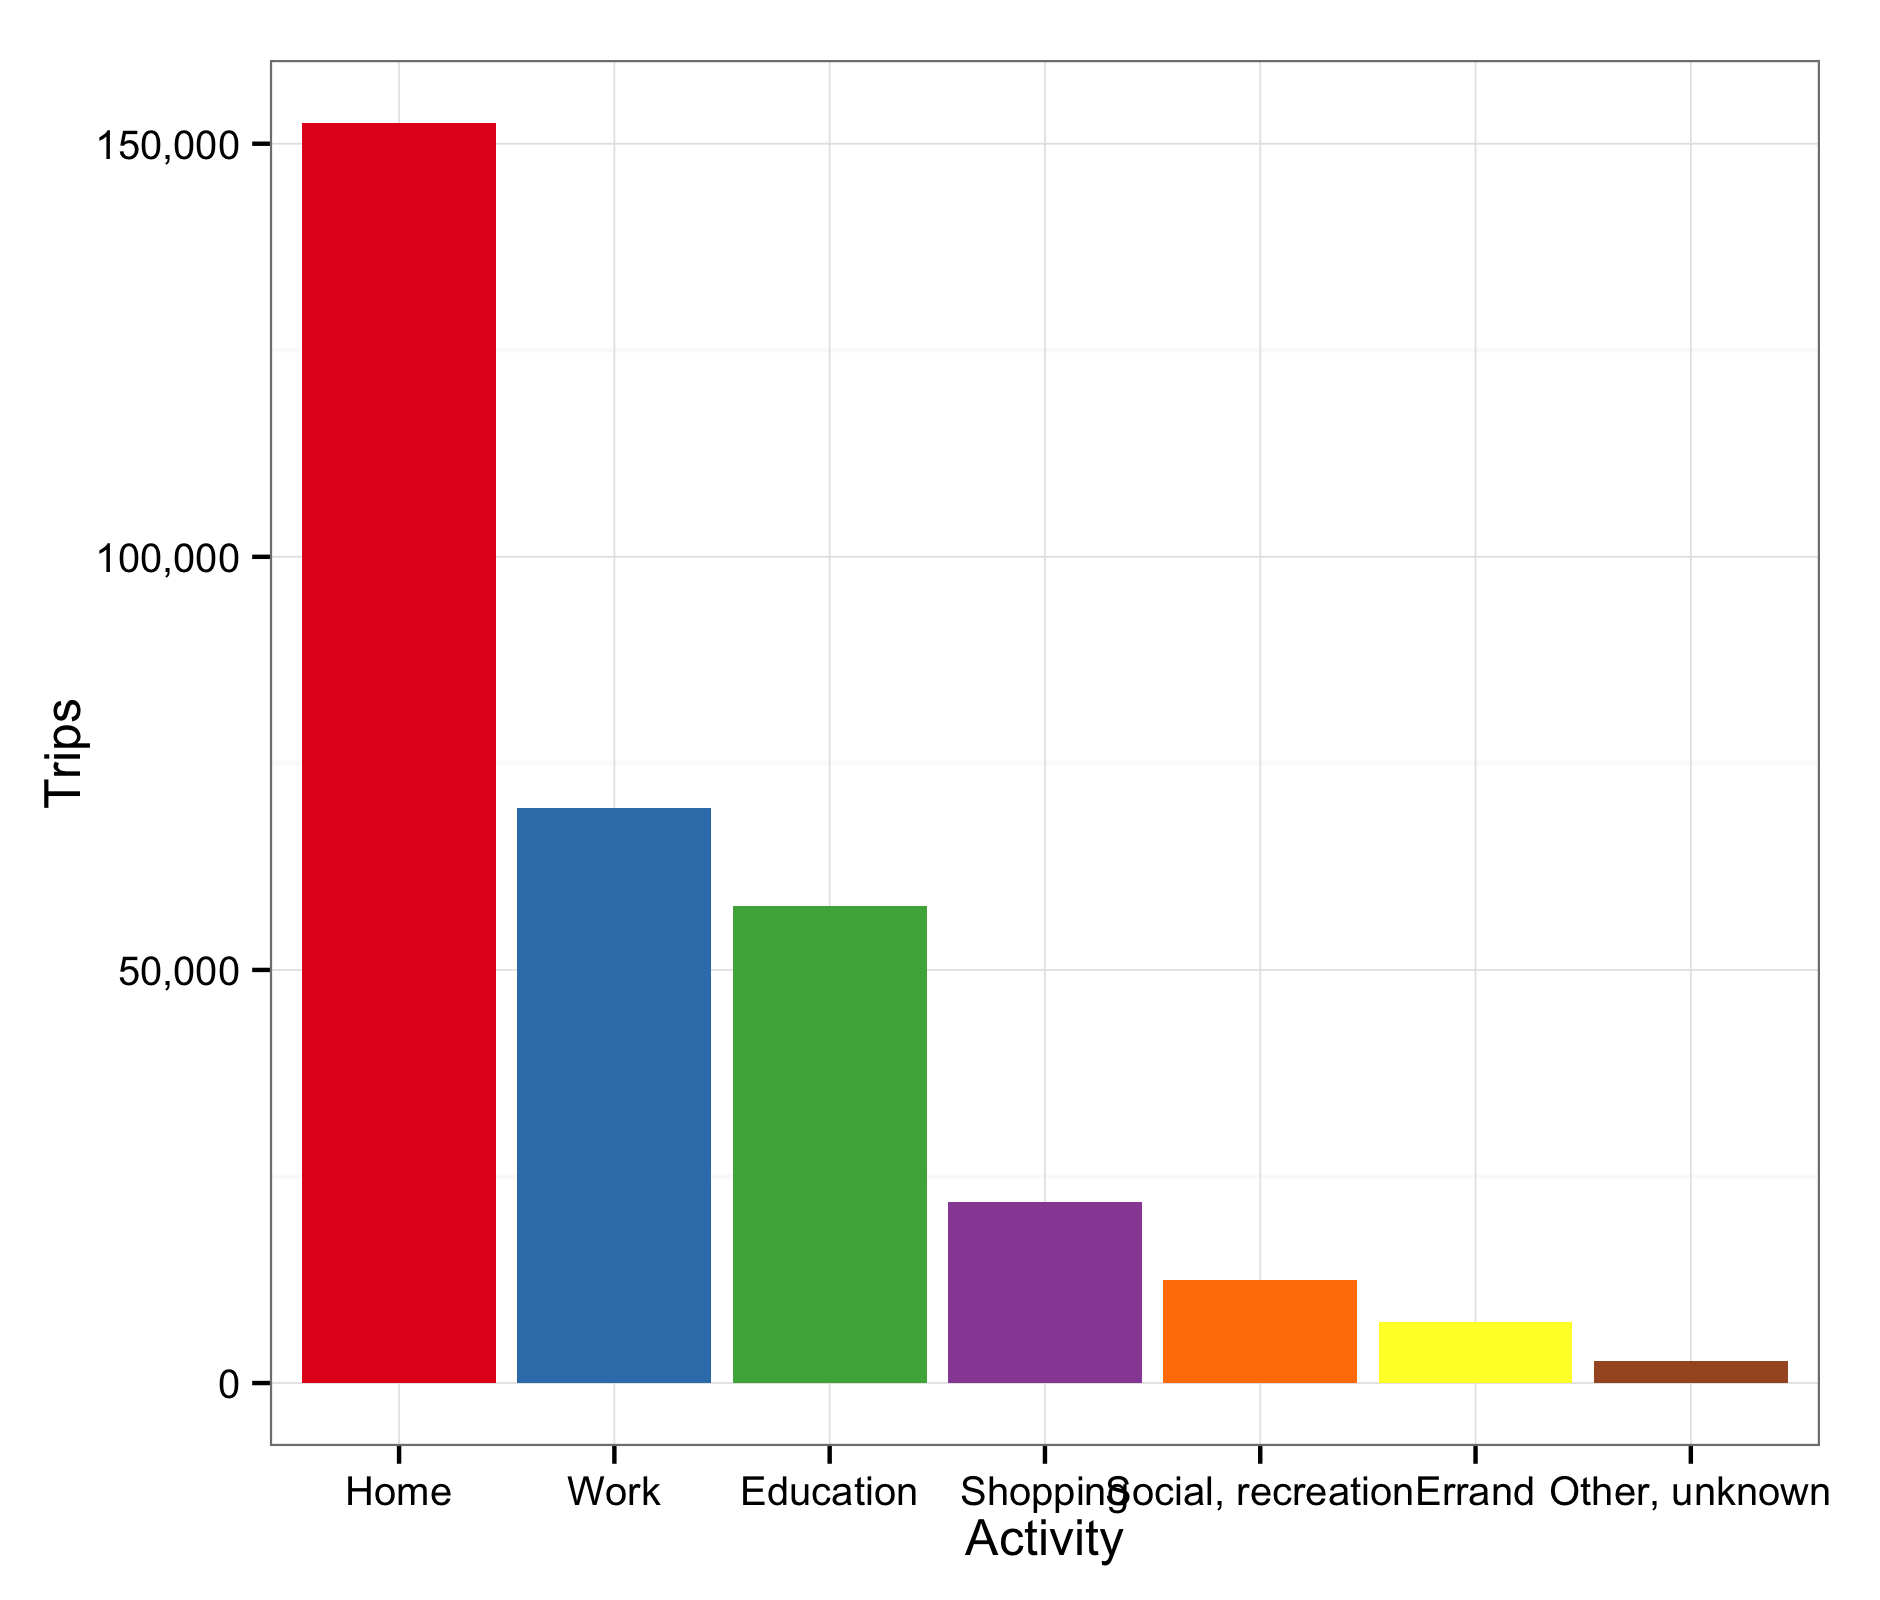 150,000
100,000
50,000
0
Trips
Home Work Education Shopping Social, recreation Errand Other, unknown
Activity